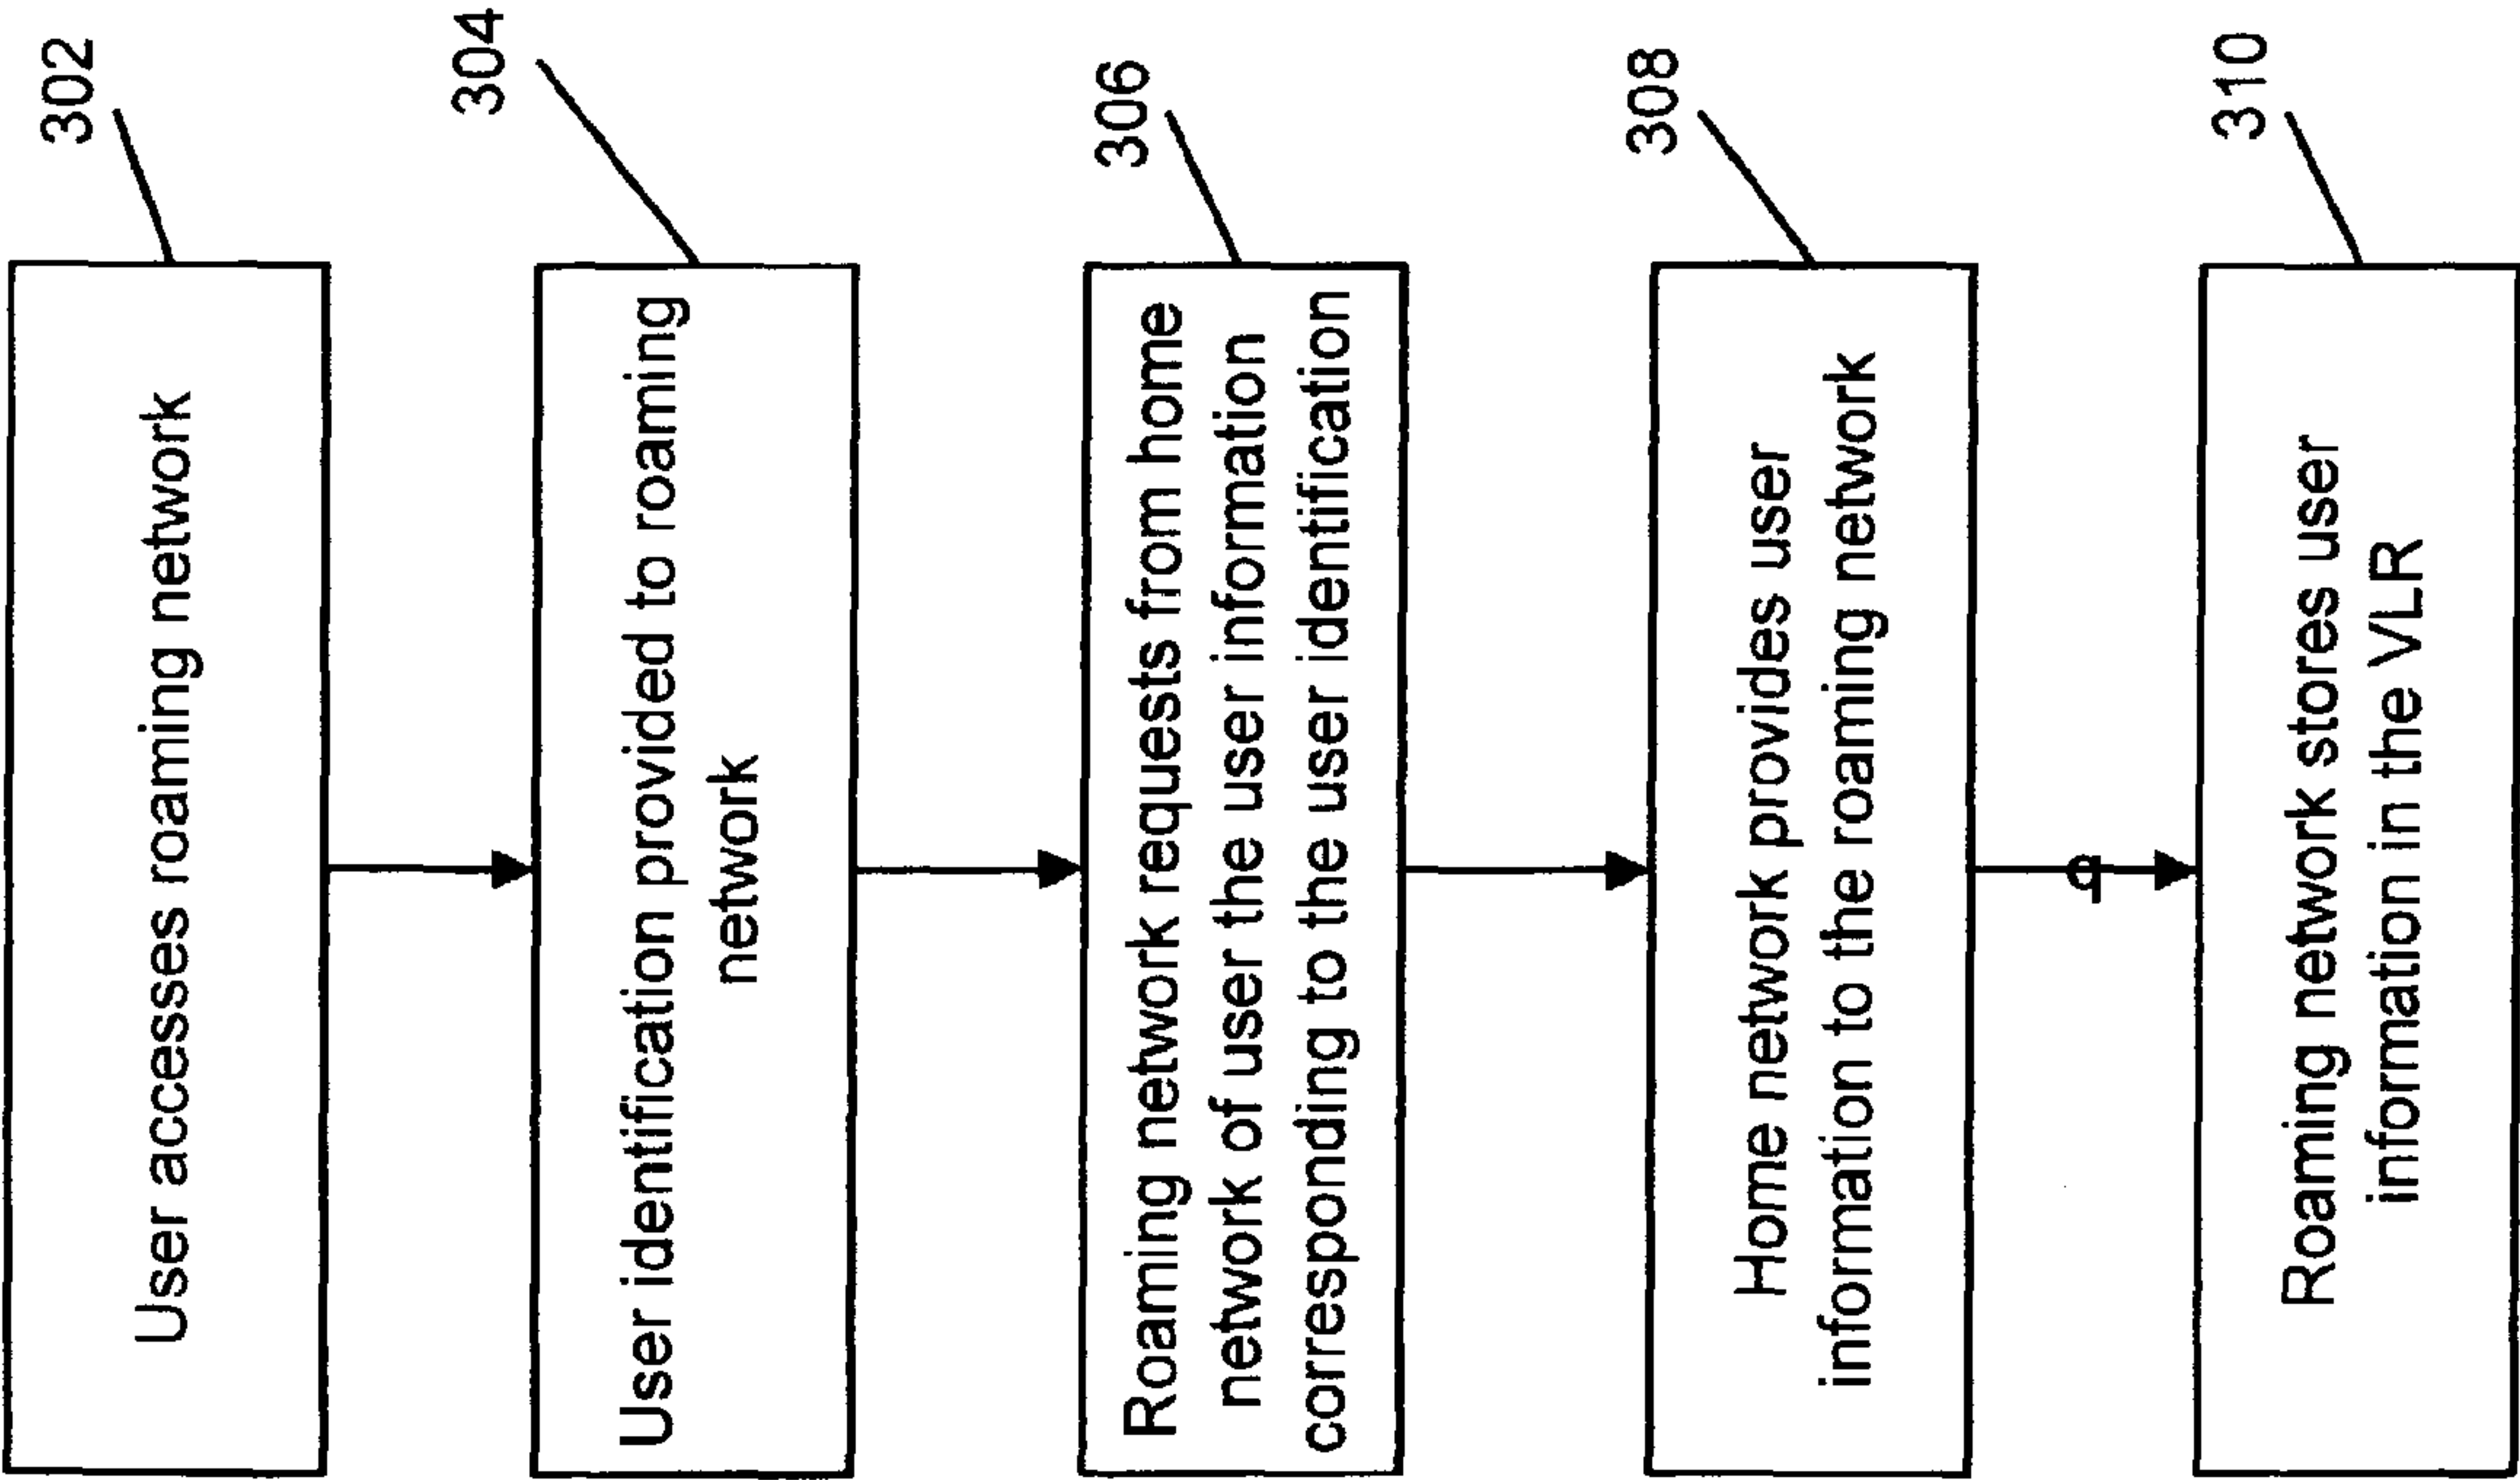 302
User accesses roaming network
304
User identification provided to roaming
network
306
Roaming network requests from home
network of user the user information
corresponding to the user identification
308
Home network provides user
information to the roaming network
q
310
Roaming network stores user
information in the VLR